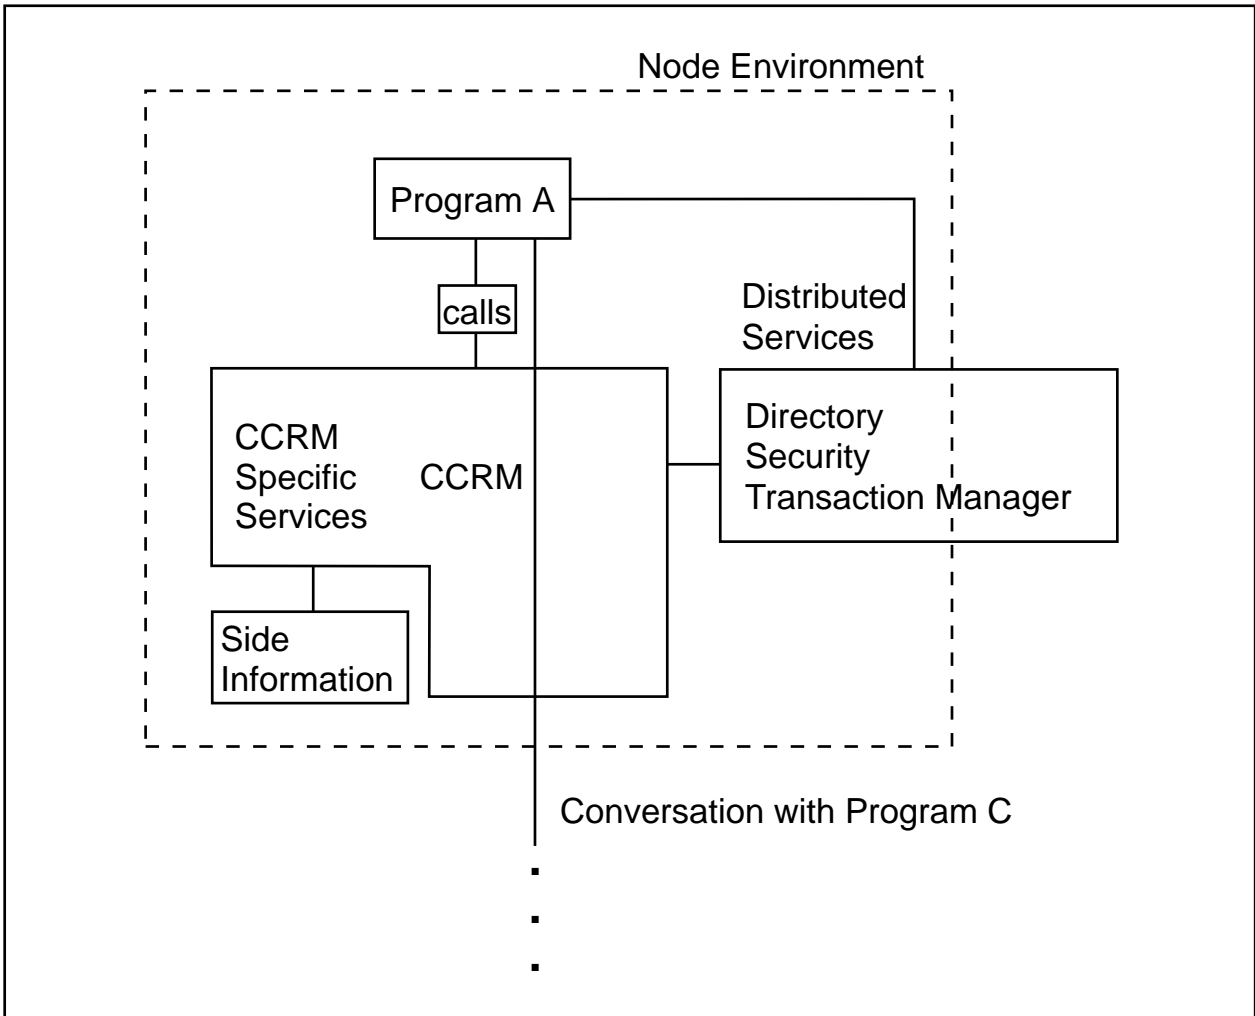 Node Environment
Program A
calls
Distributed
Services
CCRM
Specific
Services
CCRM
Directory
Security
Transaction Manager
Side
Information
Conversation with Program C